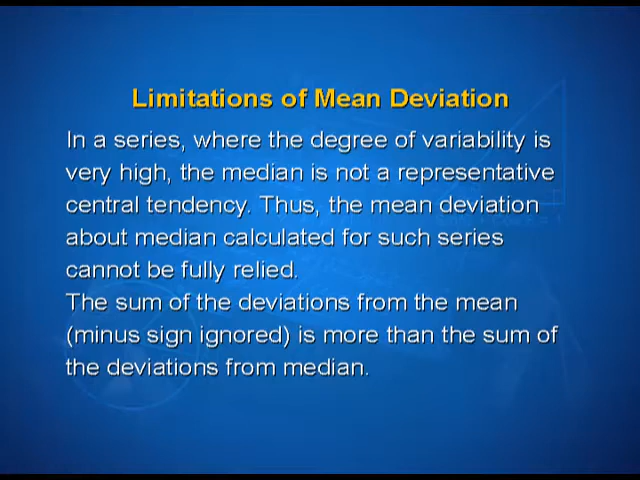 Limitations of Mean Deviation
In a series, where the degree of variability is
very high, the median is not a representative
central tendency. Thus, the mean deviation
about median calculated for such series
cannot be fully relied.
The sum of the deviations from the mean
(minus sign ignored) is more than the sum of
the deviations from median.